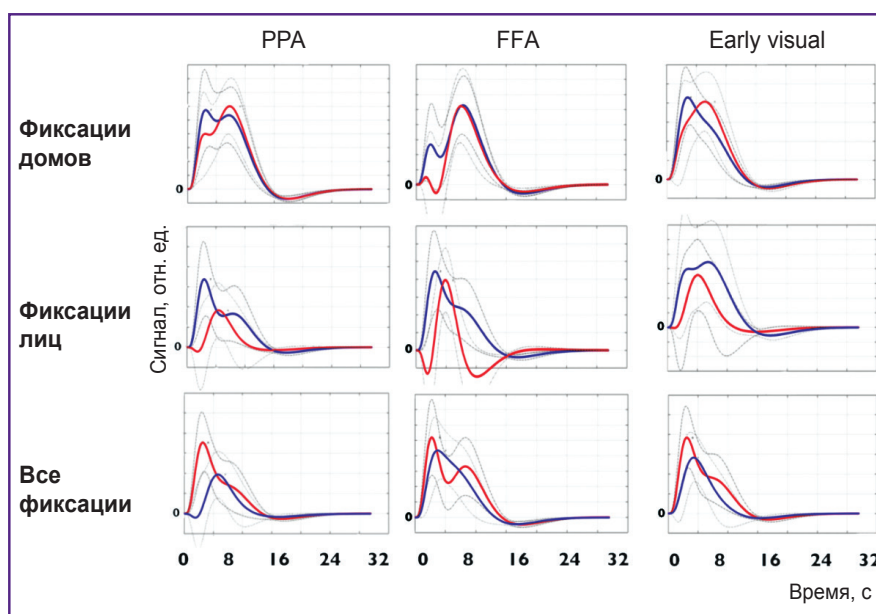 PPA FFA Early visual
Фиксации
домов
0 0 0
Фиксации
лиц
Сигнал, отн. ед.
0 0 0
Все
фиксации
0 0 0
0 8 16 24 32 0 8 16 24 32 0 8 16 24 32
Время, с